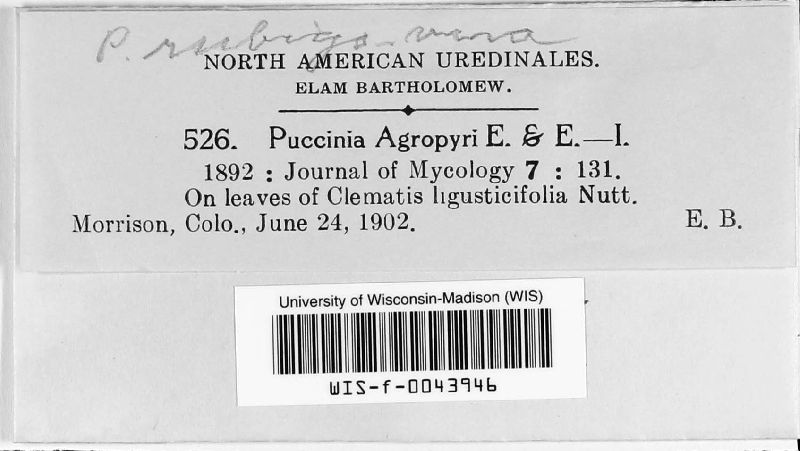 P. rubigo-vera
NORTH AMERICAN UREDINALES.
ELAM BARTHOLOMEW.
526. Puccinia Agropyri E. & E.—I.
1892 : Journal of Mycology 7 : 131.
On leaves of Clematis ligusticifolia Nutt.
Morrison, Colo., June 24, 1902. E. B.
University of Wisconsin-Madison (WIS)
WIS-f-0043946